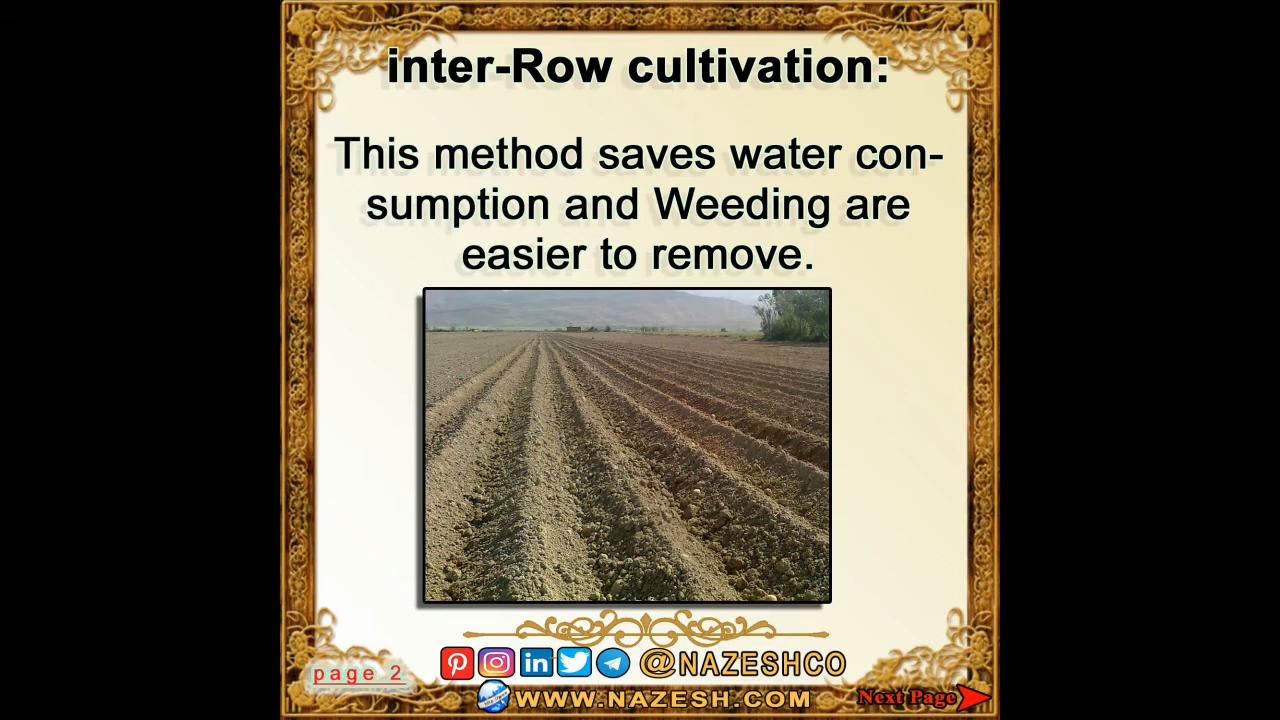 inter-Row cultivation:
This method saves water con-
sumption and Weeding are
easier to remove.
@NAZESHCO
page 2
WWW.NAZESH.COM
Next Page